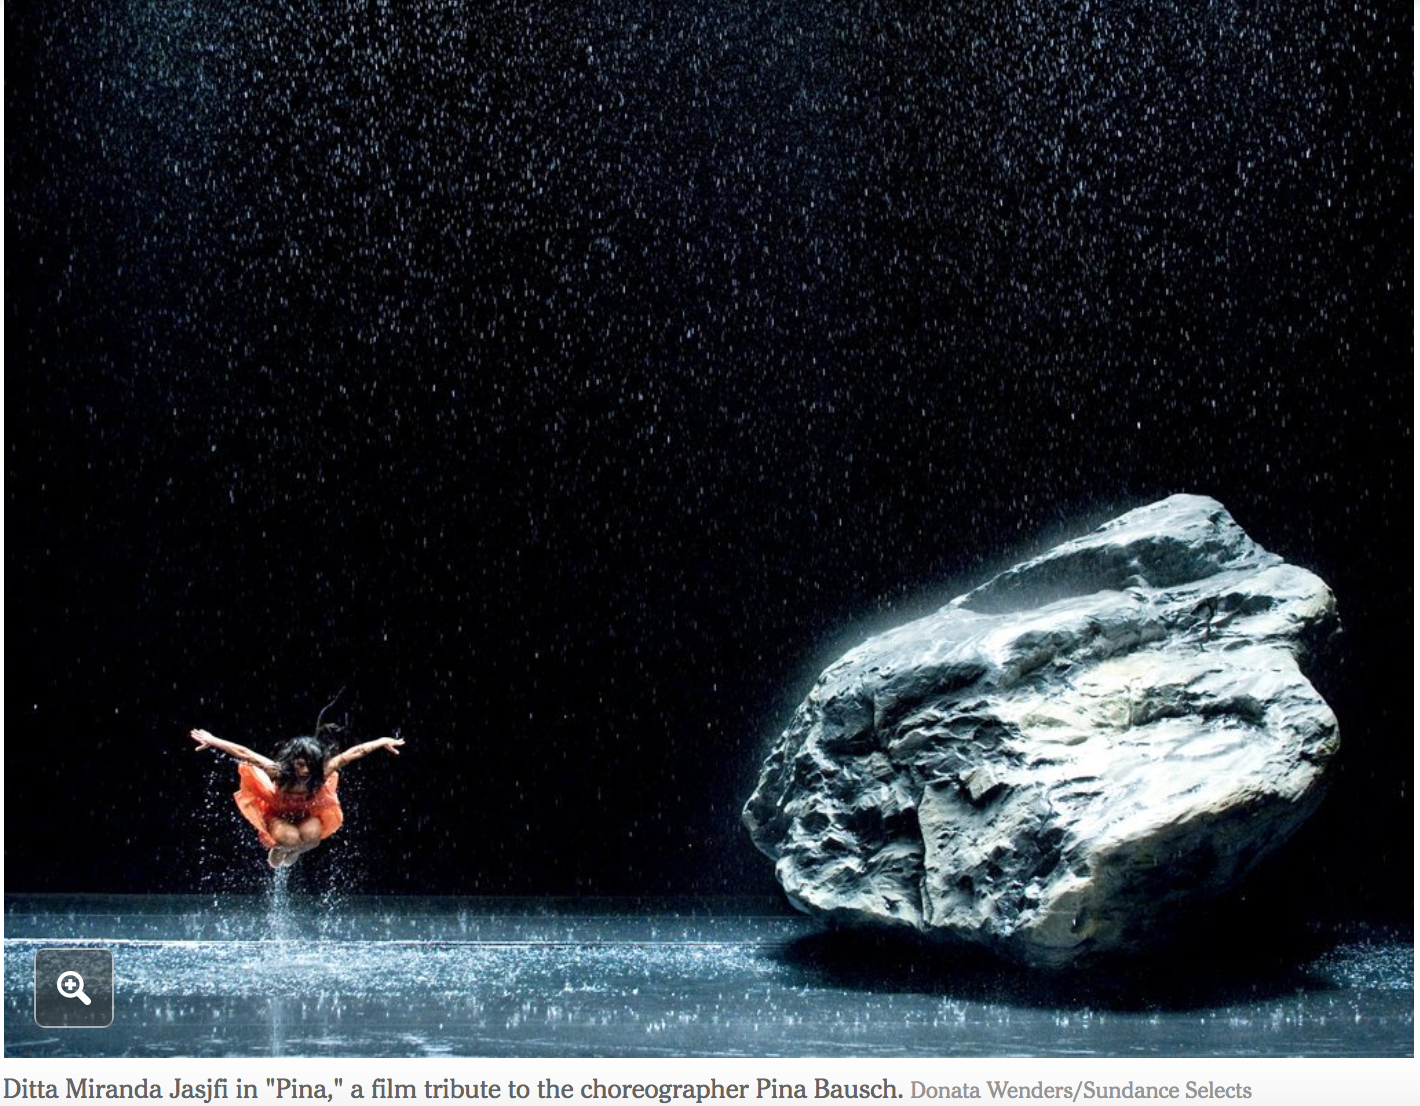 Ditta Miranda Jasjfi in "Pina," a film tribute to the choreographer Pina Bausch. Donata Wenders/Sundance Selects